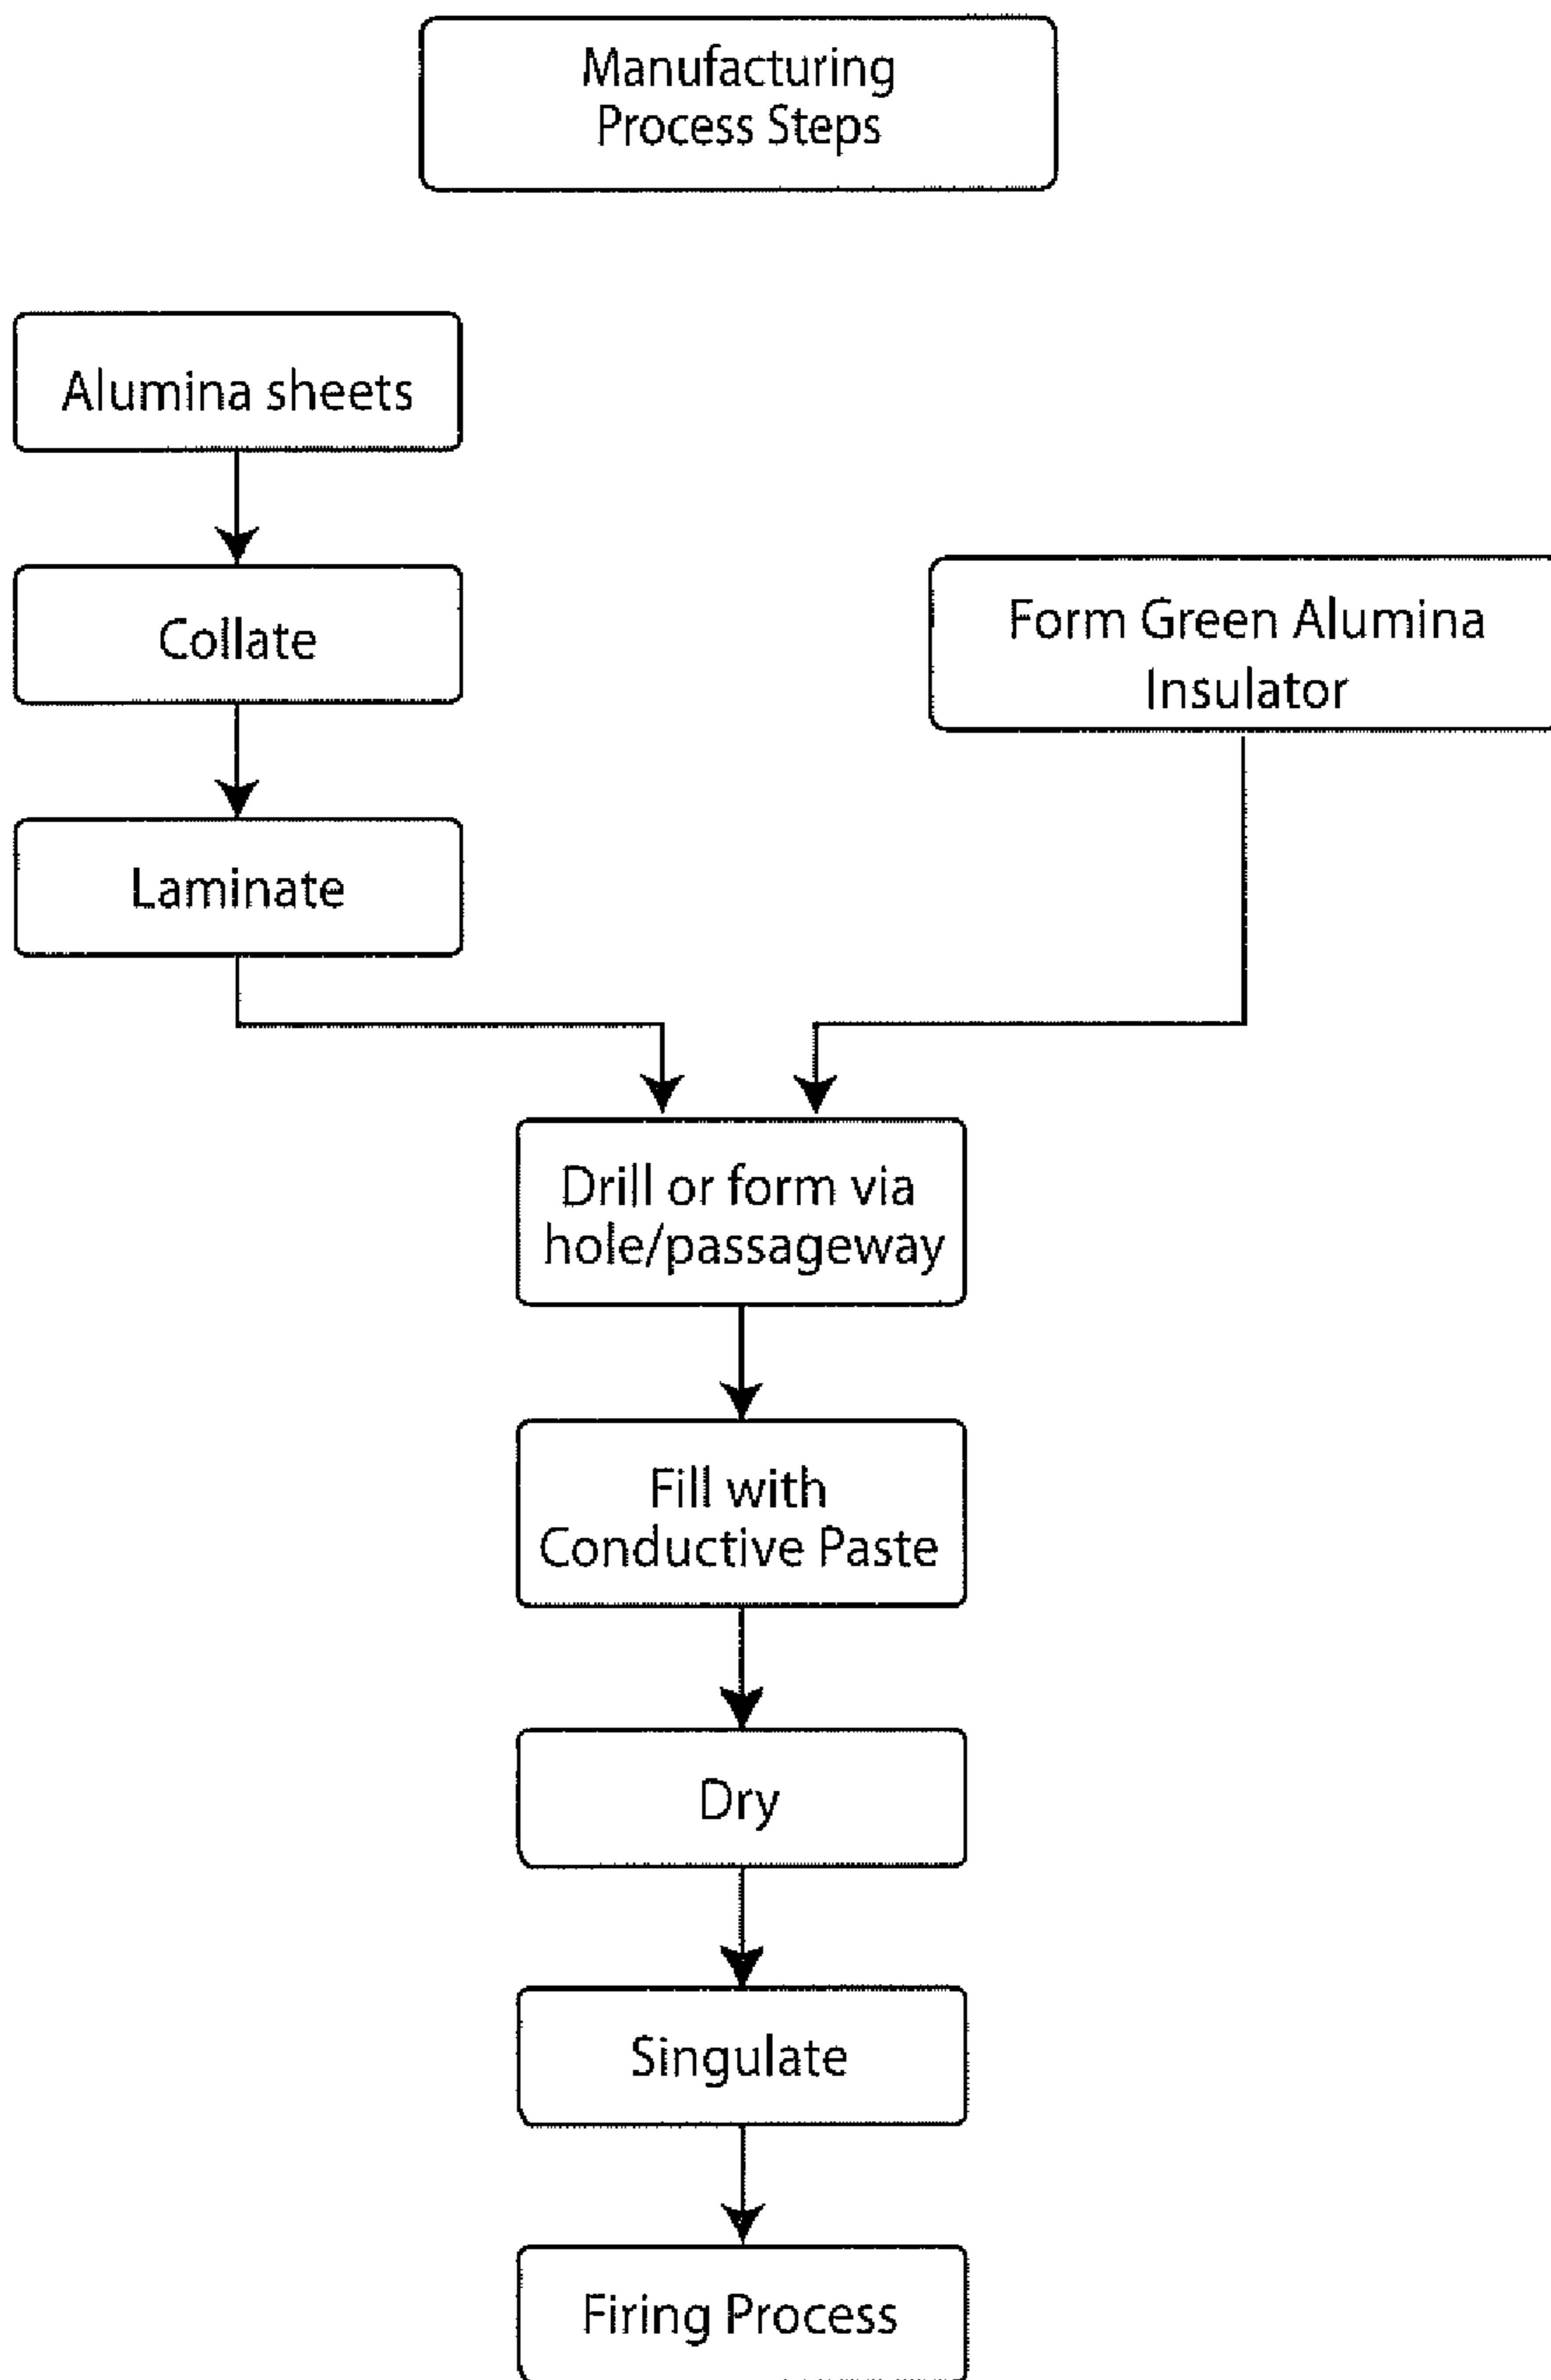 Manufacturing
Process Steps
Alumina sheets
Collate
Form Green Alumina
Insulator
Laminate
Drill or form via
hole/passageway
Fill with
Conductive Paste
Dry
Singulate
Firing Process